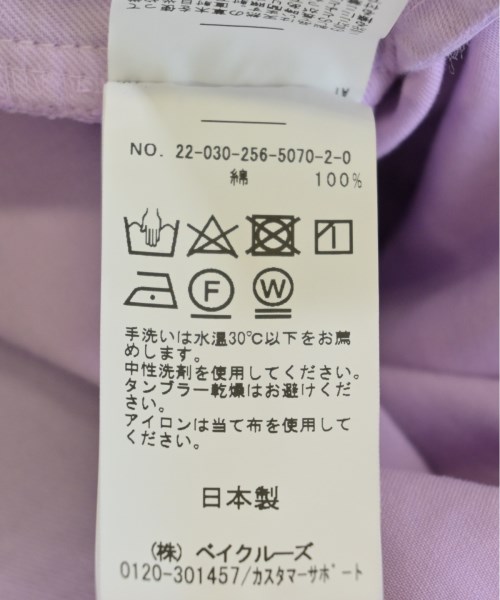 NO. 22-030-256-5070-2-0
綿 100%
F
W
手洗いは水温30℃以下をお薦
めします。
中性洗剤を使用してください。
タンブラー乾燥はお避けくだ
さい。
アイロンは当て布を使用して
ください。
日本製
(株) ベイクルーズ
0120-301457/カスタマーサポート